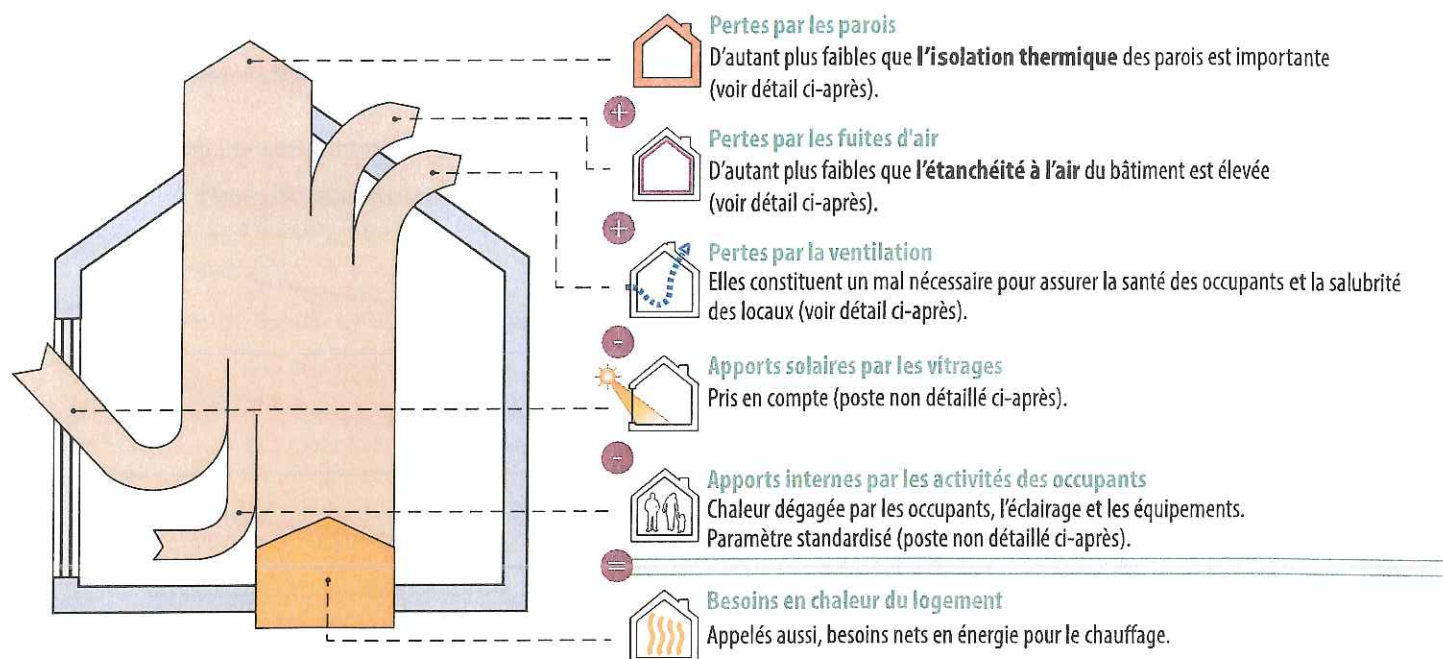 Pertes par les parois
D'autant plus faibles que l'isolation thermique des parois est importante
(voir détail ci-après).
+
Pertes par les fuites d'air
D'autant plus faibles que l'étanchéité à l'air du bâtiment est élevée
(voir détail ci-après).
+
Pertes par la ventilation
Elles constituent un mal nécessaire pour assurer la santé des occupants et la salubrité
des locaux (voir détail ci-après).
-
Apports solaires par les vitrages
Pris en compte (poste non détaillé ci-après).
-
Apports internes par les activités des occupants
Chaleur dégagée par les occupants, l'éclairage et les équipements.
Paramètre standardisé (poste non détaillé ci-après).
=
Besoins en chaleur du logement
Appelés aussi, besoins nets en énergie pour le chauffage.